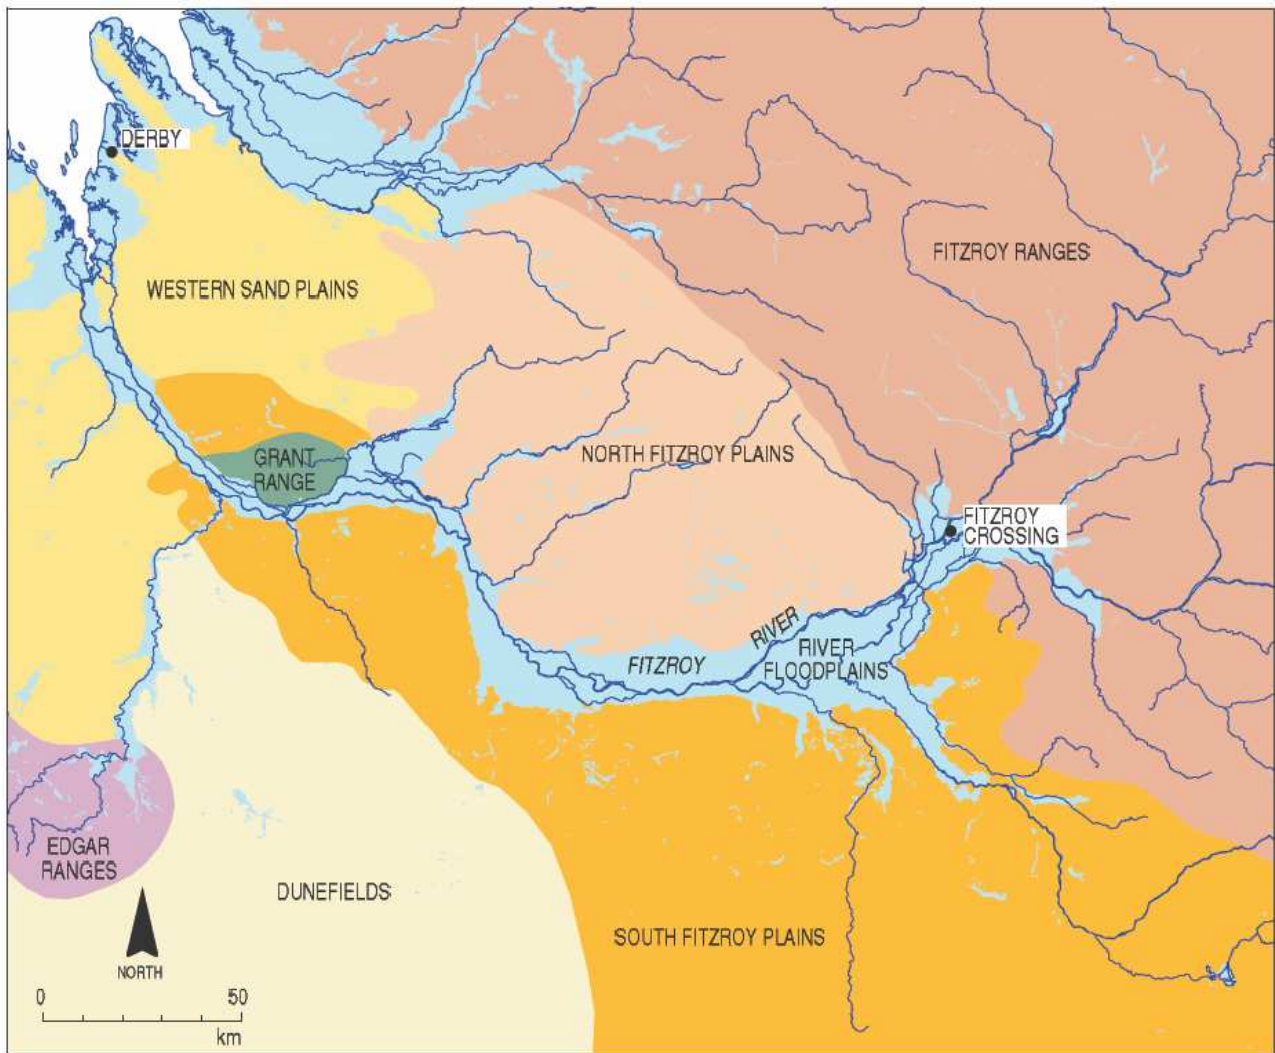 DERBY
FITZROY RANGES
WESTERN SAND PLAINS
GRANT
RANGE
NORTH FITZROY PLAINS
FITZROY
CROSSING
RIVER
FITZROY
RIVER
FLOODPLAINS
EDGAR
RANGES
DUNEFIELDS
SOUTH FITZROY PLAINS
NORTH
0 50
km